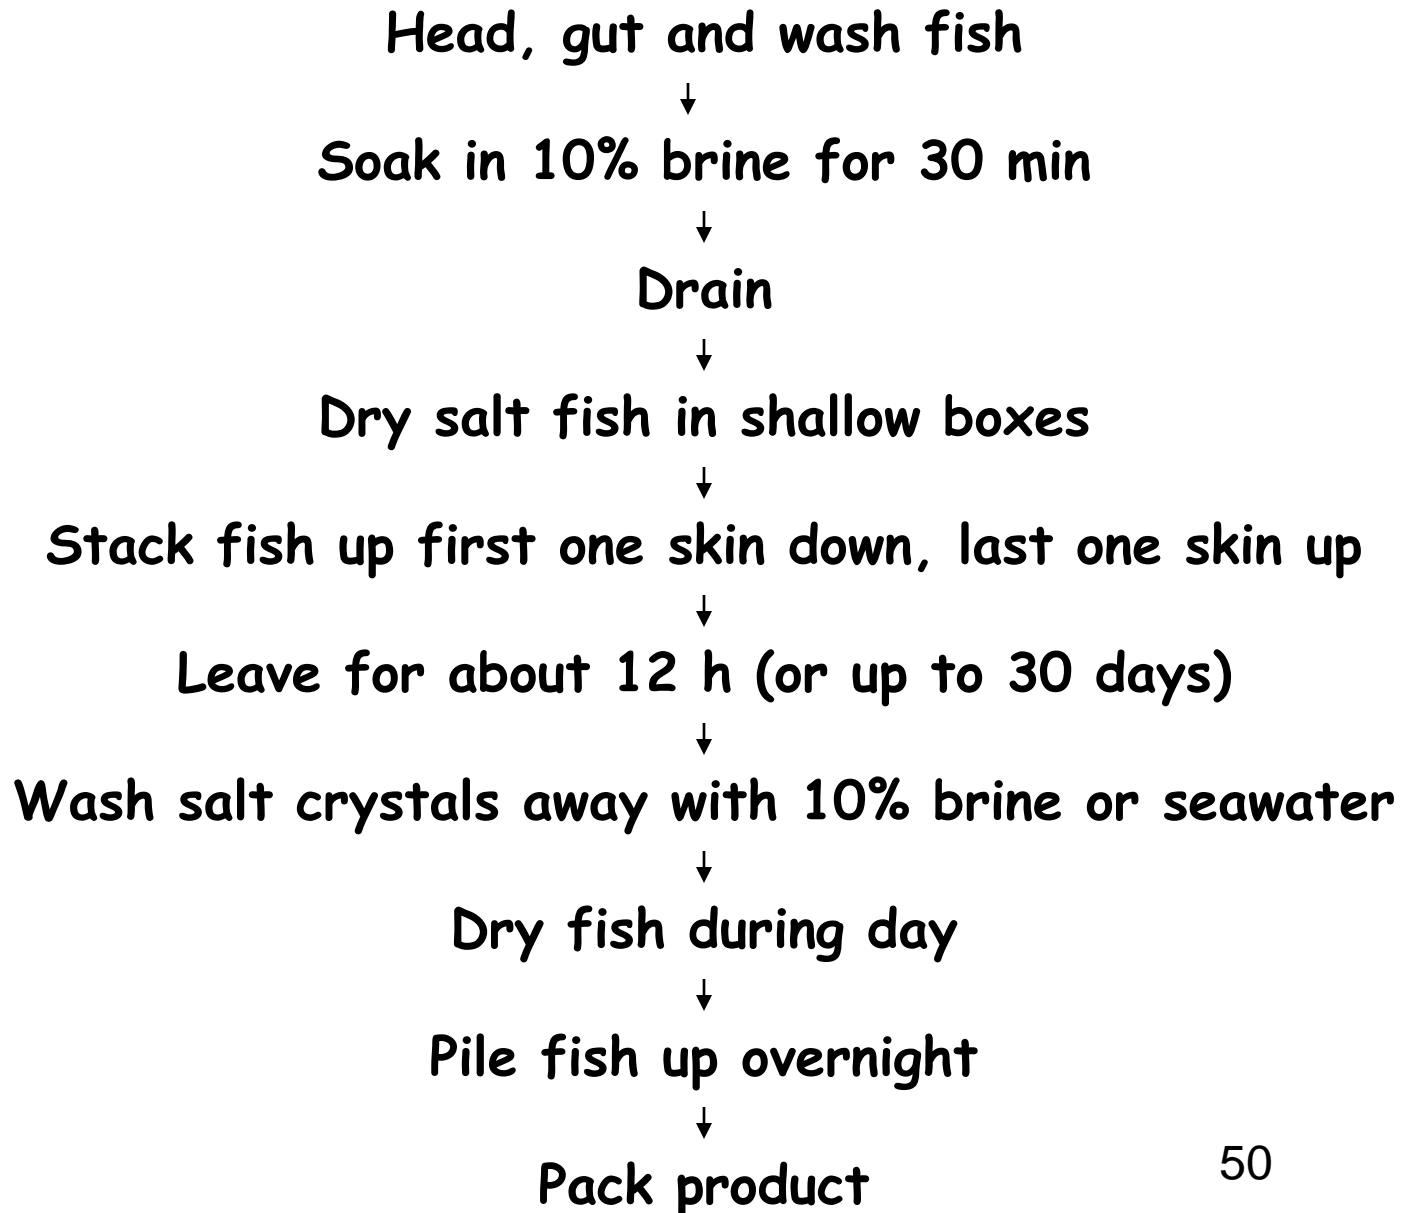 Head, gut and wash fish
↓
Soak in 10% brine for 30 min
↓
Drain
↓
Dry salt fish in shallow boxes
↓
Stack fish up first one skin down, last one skin up
↓
Leave for about 12 h (or up to 30 days)
↓
Wash salt crystals away with 10% brine or seawater
↓
Dry fish during day
↓
Pile fish up overnight
↓
Pack product
50